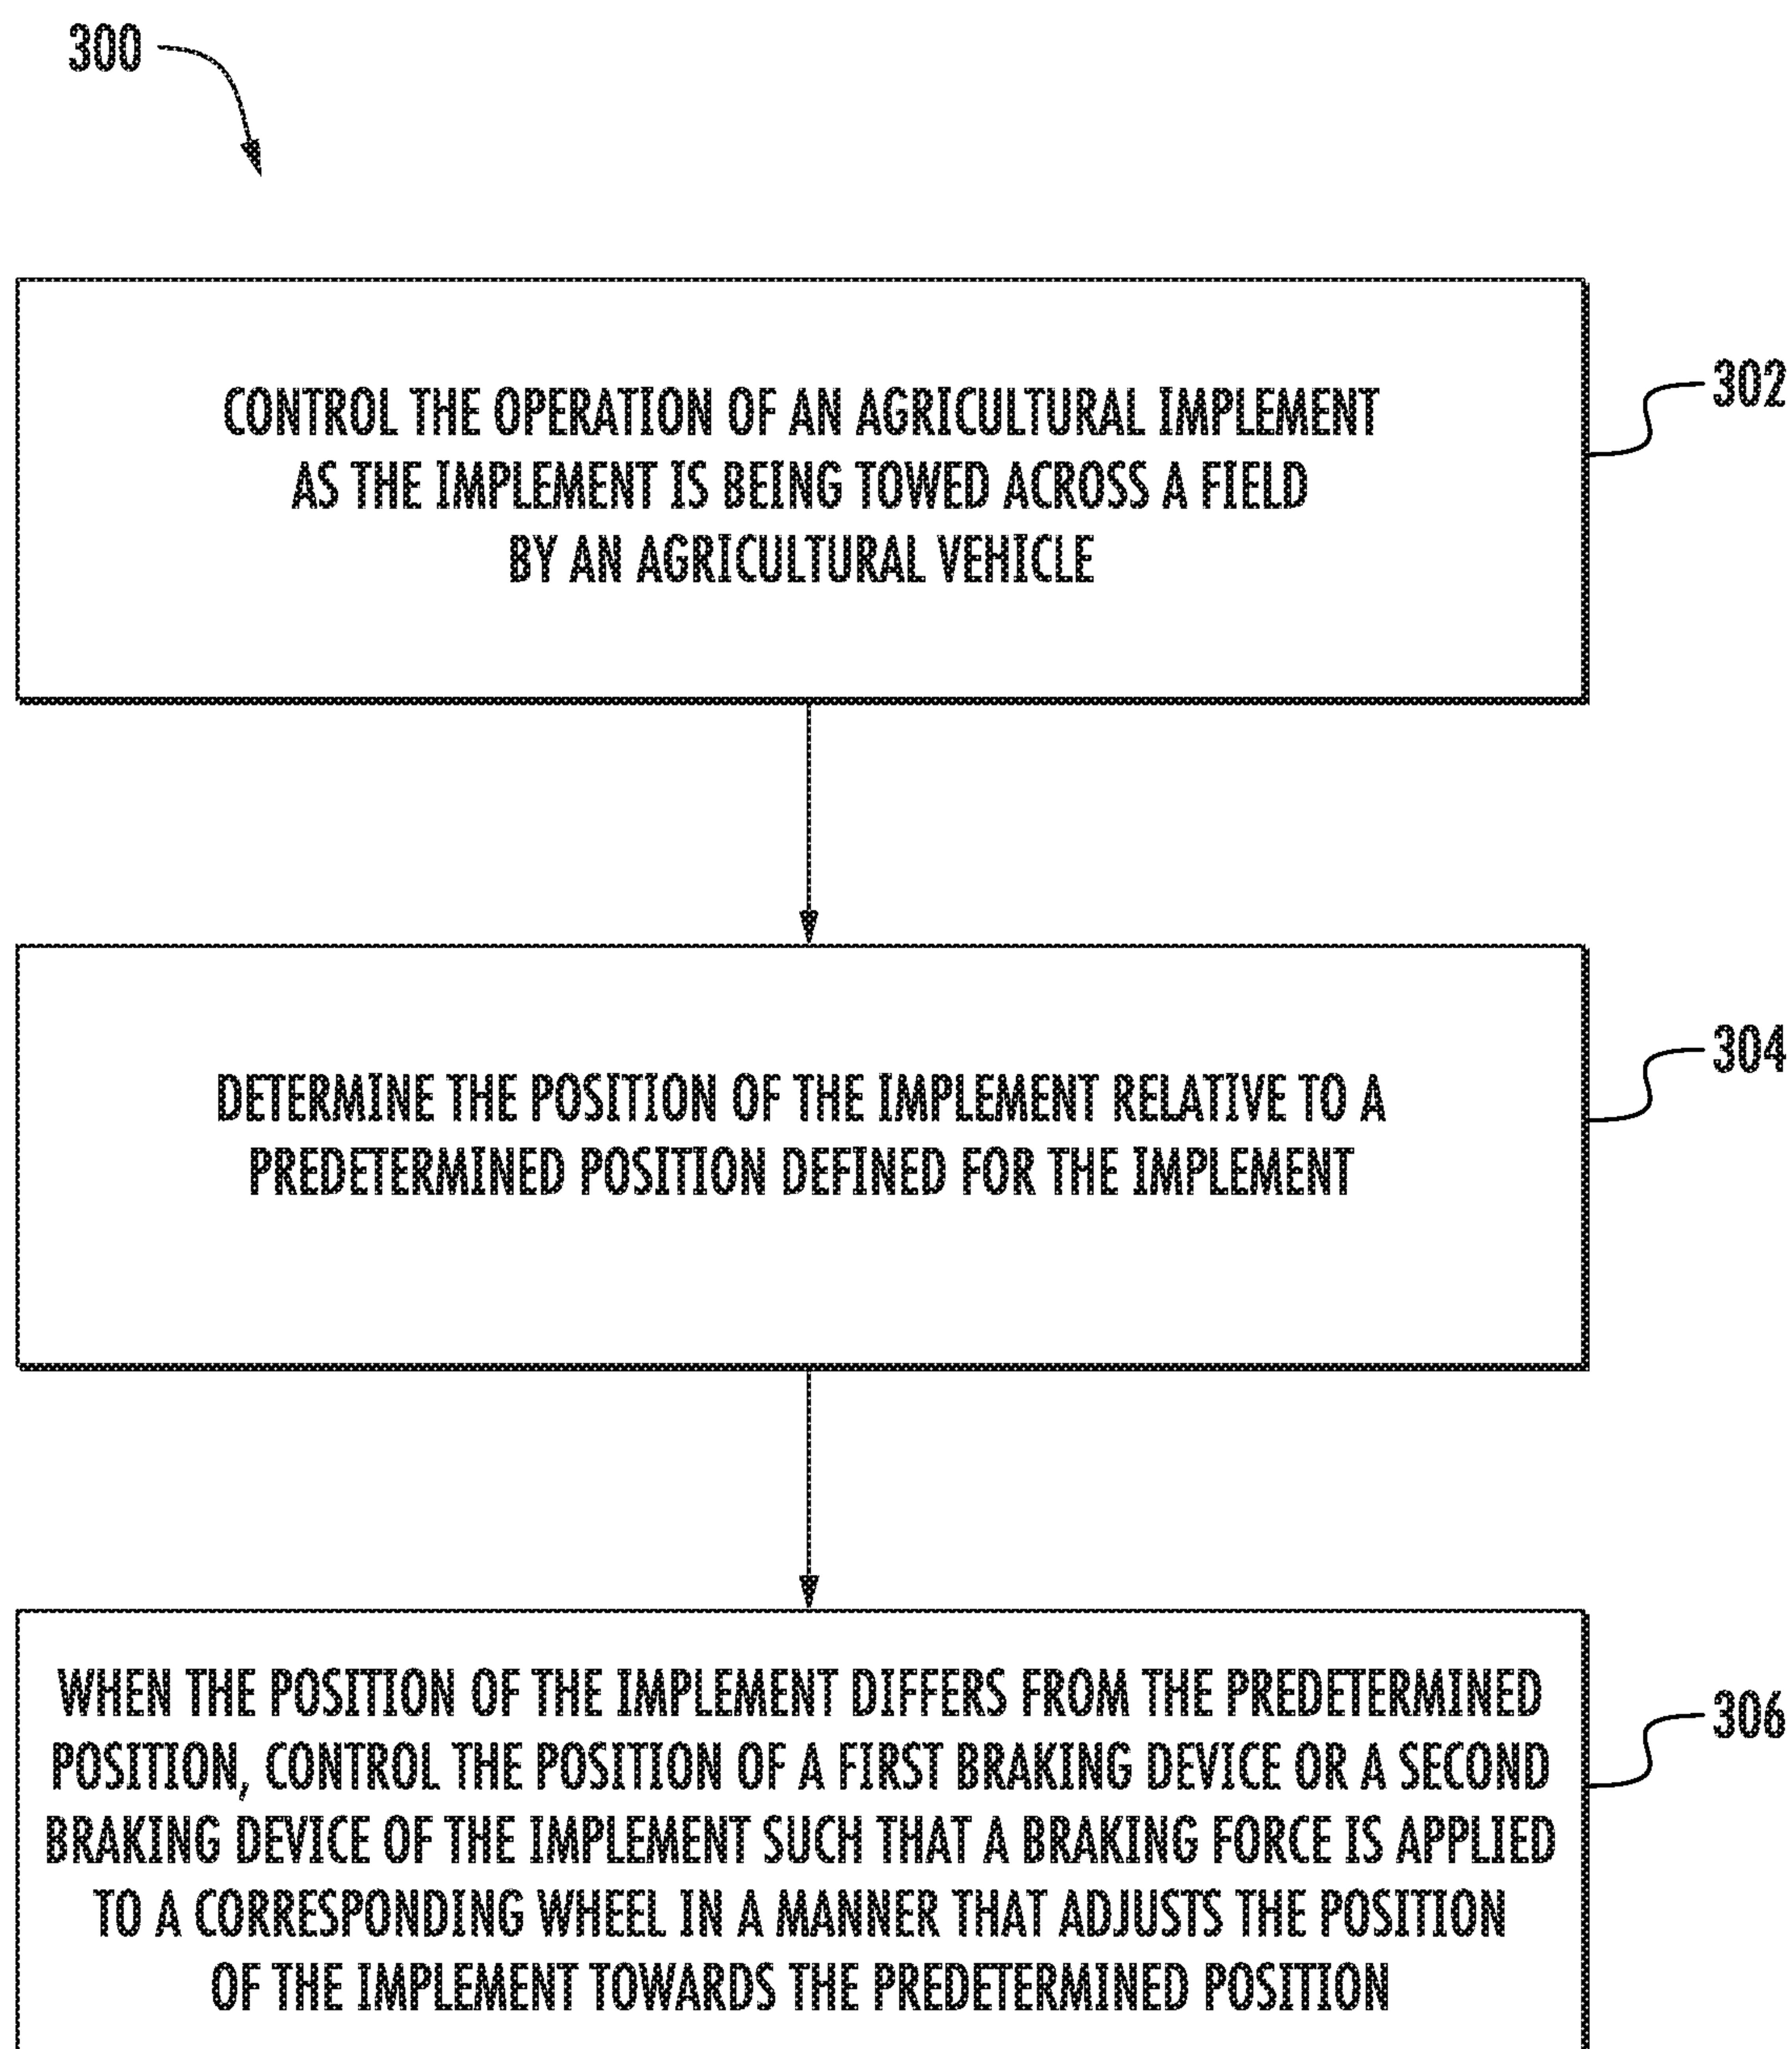 300
CONTROL THE OPERATION OF AN AGRICULTURAL IMPLEMENT
AS THE IMPLEMENT IS BEING TOWED ACROSS A FIELD
BY AN AGRICULTURAL VEHICLE
302
DETERMINE THE POSITION OF THE IMPLEMENT RELATIVE TO A
PREDETERMINED POSITION DEFINED FOR THE IMPLEMENT
304
WHEN THE POSITION OF THE IMPLEMENT DIFFERS FROM THE PREDETERMINED
POSITION, CONTROL THE POSITION OF A FIRST BRAKING DEVICE OR A SECOND
BRAKING DEVICE OF THE IMPLEMENT SUCH THAT A BRAKING FORCE IS APPLIED
TO A CORRESPONDING WHEEL IN A MANNER THAT ADJUSTS THE POSITION
OF THE IMPLEMENT TOWARDS THE PREDETERMINED POSITION
306